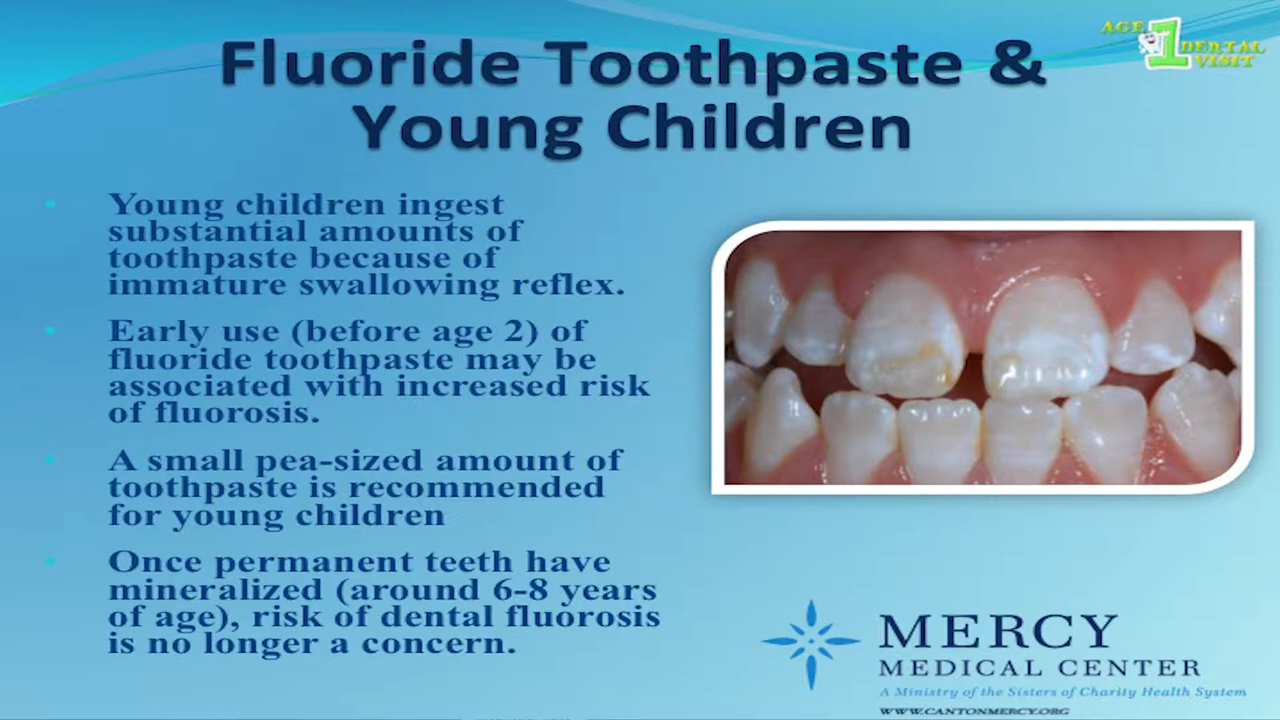 AGE 1 DENTAL VISIT
Fluoride Toothpaste &
Young Children
• Young children ingest
substantial amounts of
toothpaste because of
immature swallowing reflex.
• Early use (before age 2) of
fluoride toothpaste may be
associated with increased risk
of fluorosis.
• A small pea-sized amount of
toothpaste is recommended
for young children
• Once permanent teeth have
mineralized (around 6-8 years
of age), risk of dental fluorosis
is no longer a concern.
MERCY
MEDICAL CENTER
A Ministry of the Sisters of Charity Health System
WWW.CANTONMERCY.ORG